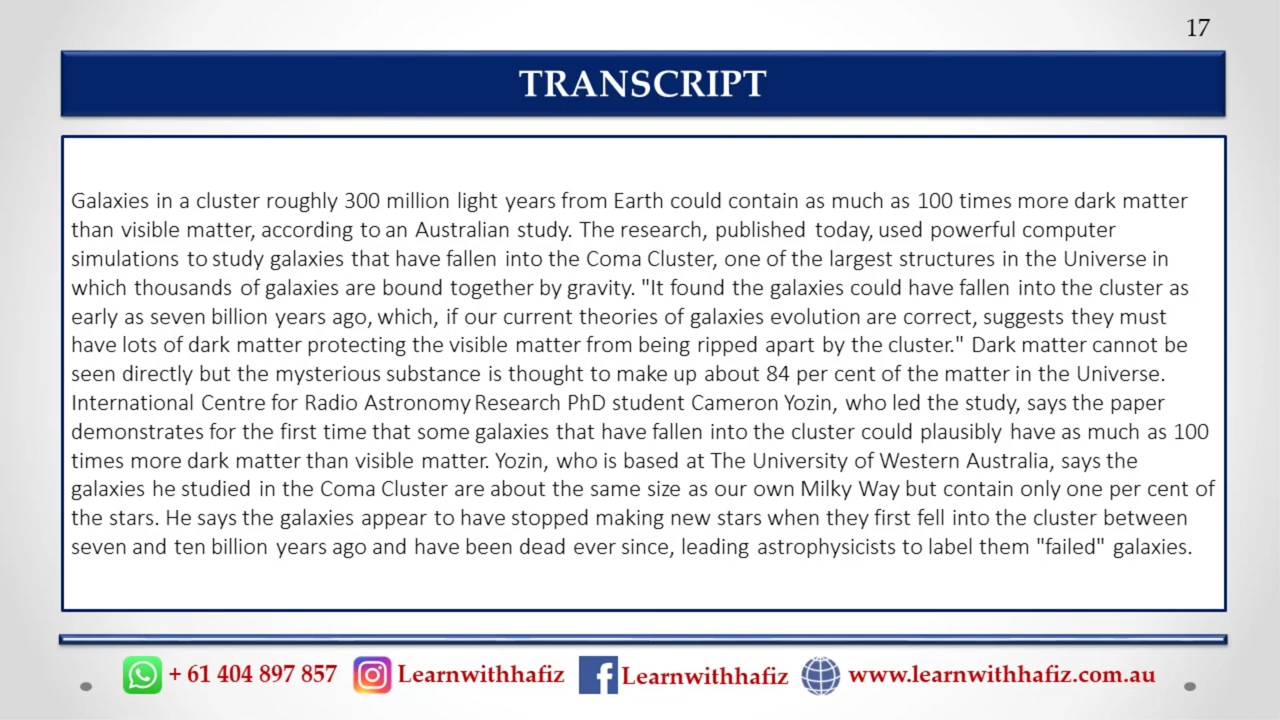 17
TRANSCRIPT
Galaxies in a cluster roughly 300 million light years from Earth could contain as much as 100 times more dark matter
than visible matter, according to an Australian study. The research, published today, used powerful computer
simulations to study galaxies that have fallen into the Coma Cluster, one of the largest structures in the Universe in
which thousands of galaxies are bound together by gravity. "It found the galaxies could have fallen into the cluster as
early as seven billion years ago, which, if our current theories of galaxies evolution are correct, suggests they must
have lots of dark matter protecting the visible matter from being ripped apart by the cluster." Dark matter cannot be
seen directly but the mysterious substance is thought to make up about 84 per cent of the matter in the Universe.
International Centre for Radio Astronomy Research PhD student Cameron Yozin, who led the study, says the paper
demonstrates for the first time that some galaxies that have fallen into the cluster could plausibly have as much as 100
times more dark matter than visible matter. Yozin, who is based at The University of Western Australia, says the
galaxies he studied in the Coma Cluster are about the same size as our own Milky Way but contain only one per cent of
the stars. He says the galaxies appear to have stopped making new stars when they first fell into the cluster between
seven and ten billion years ago and have been dead ever since, leading astrophysicists to label them "failed" galaxies.
+ 61 404 897 857 Learnwithhafiz Learnwithhafiz www.learnwithhafiz.com.au